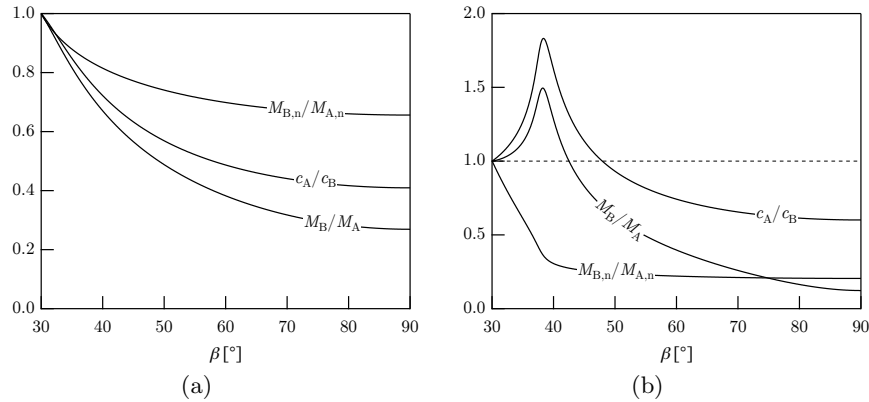 1.0
0.8
0.6
0.4
0.2
0.0
M_B,n/M_A,n
c_A/c_B
M_B/M_A
30 40 50 60 70 80 90
β [°]
(a)
2.0
1.5
1.0
0.5
0.0
c_A/c_B
M_B/M_A
M_B,n/M_A,n
30 40 50 60 70 80 90
β [°]
(b)